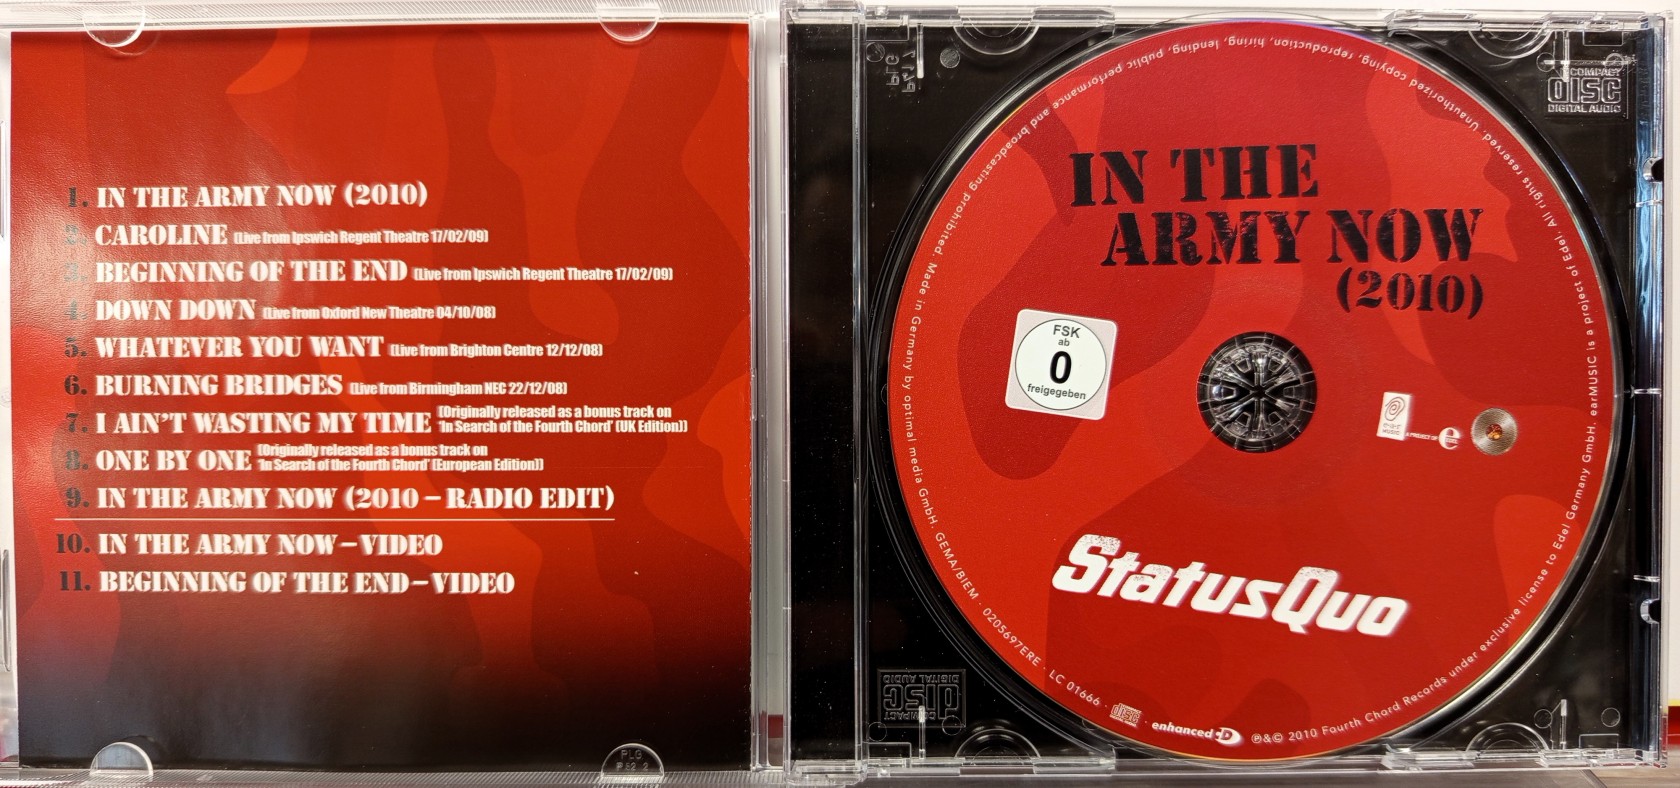 1. IN THE ARMY NOW (2010)
2. CAROLINE (Live from Ipswich Regent Theatre 17/02/09)
3. BEGINNING OF THE END (Live from Ipswich Regent Theatre 17/02/09)
4. DOWN DOWN (Live from Oxford New Theatre 04/10/08)
5. WHATEVER YOU WANT (Live from Brighton Centre 12/12/08)
6. BURNING BRIDGES (Live from Birmingham NEC 22/12/08)
7. I AIN'T WASTING MY TIME (Originally released as a bonus track on
'In Search of the Fourth Chord' (UK Edition))
8. ONE BY ONE (Originally released as a bonus track on
'In Search of the Fourth Chord' (European Edition))
9. IN THE ARMY NOW (2010 – RADIO EDIT)
10. IN THE ARMY NOW – VIDEO
11. BEGINNING OF THE END – VIDEO
PLG
COMPACT
DISC
DIGITAL AUDIO
IN THE
ARMY NOW
(2010)
FSK
ab
0
freigegeben
ear
MUSIC
A PROJECT OF
EDEL
StatusQuo
Made in Germany by optimal media GmbH. GEMA/BIEM · 0205697ERE · LC 01666 ·
DISC
enhanced CD
℗&© 2010 Fourth Chord Records under exclusive license to Edel Germany GmbH. earMUSIC is a project of Edel. All rights reserved. Unauthorized copying, reproduction, hiring, lending, public performance and broadcasting prohibited.
COMPACT
DISC
DIGITAL AUDIO